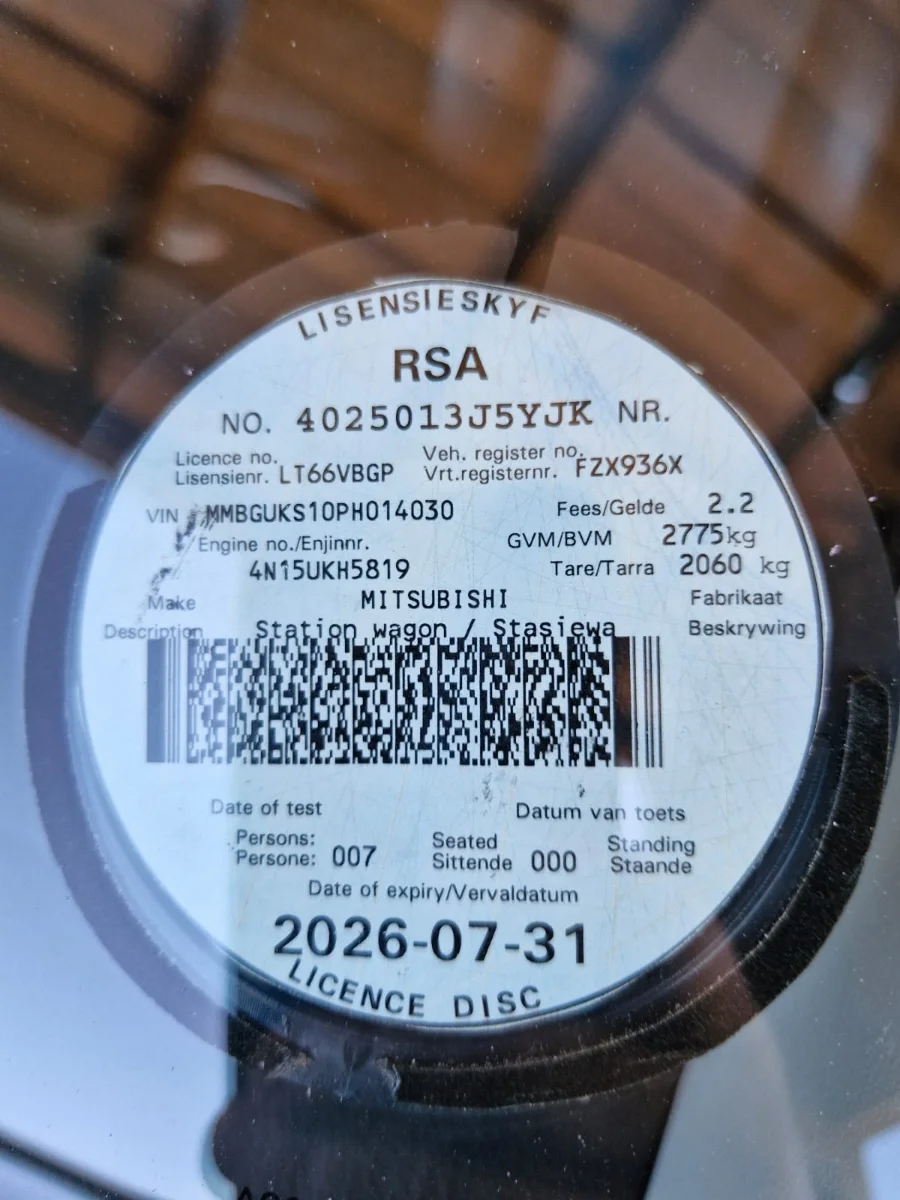 LISENSIESKYF
RSA
NO. 4025013J5YJK NR.
Licence no. Veh. register no.
Lisensienr. LT66VBGP Vrt.registernr. FZX936X
VIN MMBGUKS10PH014030 Fees/Gelde 2.2
Engine no./Enjinnr. GVM/BVM 2775kg
4N15UKH5819 Tare/Tarra 2060 kg
Make MITSUBISHI Fabrikaat
Description Station wagon / Stasiewa Beskrywing
Date of test Datum van toets
Persons: Seated Standing
Persone: 007 Sittende 000 Staande
Date of expiry/Vervaldatum
2026-07-31
LICENCE DISC